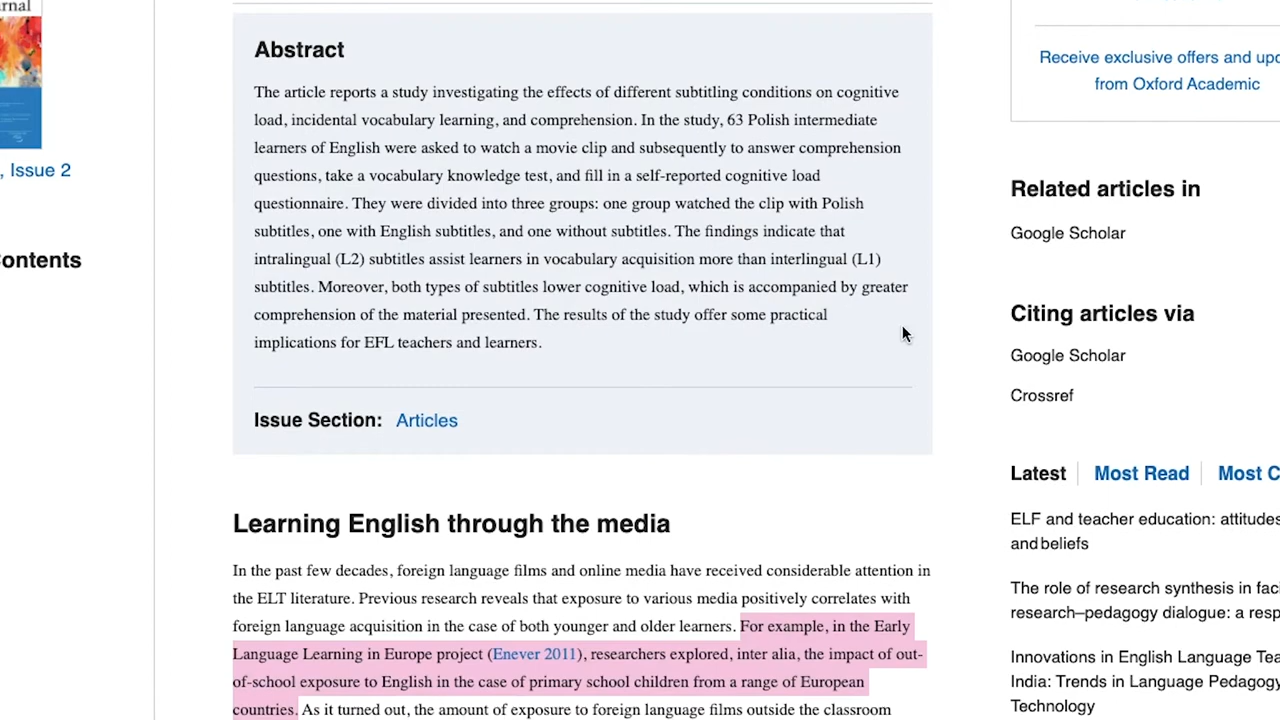 , Issue 2
Abstract
The article reports a study investigating the effects of different subtitling conditions on cognitive
load, incidental vocabulary learning, and comprehension. In the study, 63 Polish intermediate
learners of English were asked to watch a movie clip and subsequently to answer comprehension
questions, take a vocabulary knowledge test, and fill in a self-reported cognitive load
questionnaire. They were divided into three groups: one group watched the clip with Polish
subtitles, one with English subtitles, and one without subtitles. The findings indicate that
intralingual (L2) subtitles assist learners in vocabulary acquisition more than interlingual (L1)
subtitles. Moreover, both types of subtitles lower cognitive load, which is accompanied by greater
comprehension of the material presented. The results of the study offer some practical
implications for EFL teachers and learners.
Issue Section: Articles
Learning English through the media
In the past few decades, foreign language films and online media have received considerable attention in
the ELT literature. Previous research reveals that exposure to various media positively correlates with
foreign language acquisition in the case of both younger and older learners. For example, in the Early
Language Learning in Europe project (Enever 2011), researchers explored, inter alia, the impact of out-
of-school exposure to English in the case of primary school children from a range of European
countries. As it turned out, the amount of exposure to foreign language films outside the classroom
Receive exclusive offers and
from Oxford Academic
Related articles in
Google Scholar
Citing articles via
Google Scholar
Crossref
Latest Most Read Most
ELF and teacher education: attitudes
and beliefs
The role of research synthesis in
research–pedagogy dialogue: a
Innovations in English Language
India: Trends in Language Pedagogy
Technology